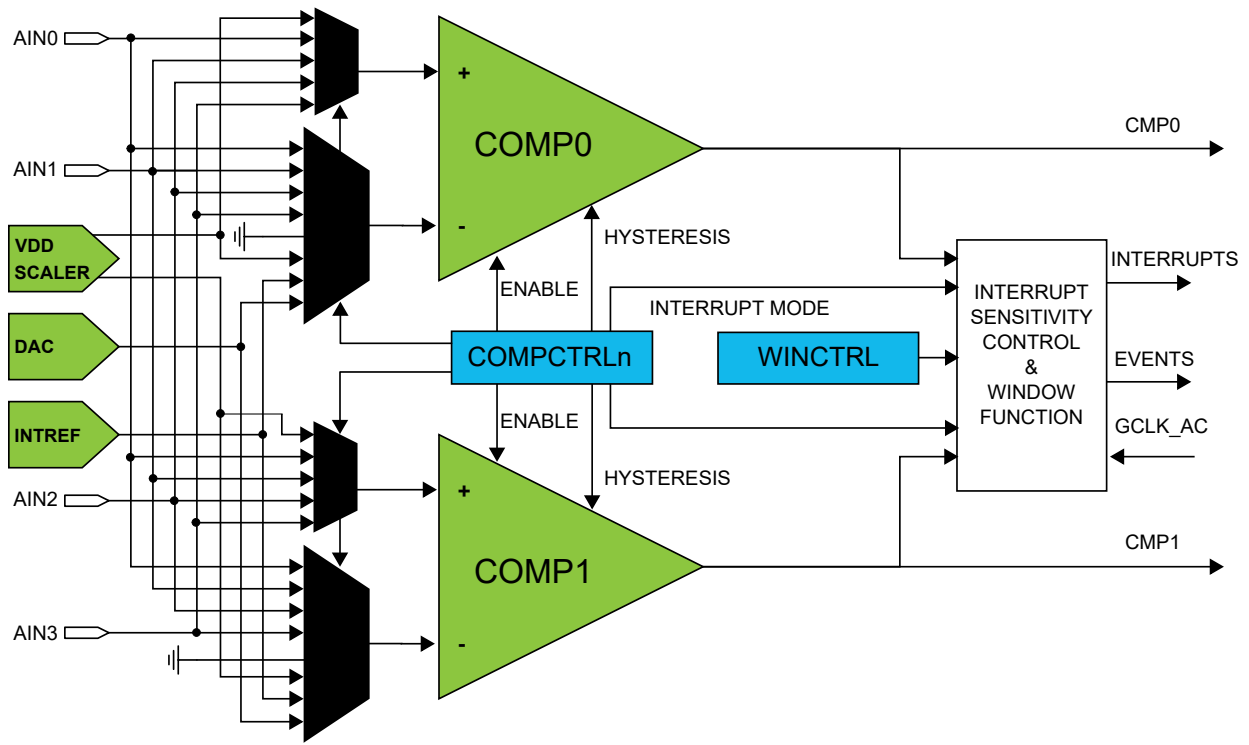 AIN0
+
COMP0
-
CMP0
AIN1
VDD
SCALER
HYSTERESIS
ENABLE
INTERRUPT MODE
INTERRUPT
SENSITIVITY
CONTROL
&
WINDOW
FUNCTION
INTERRUPTS
DAC
COMPCTRLn
WINCTRL
EVENTS
INTREF
ENABLE
GCLK_AC
HYSTERESIS
AIN2
+
COMP1
-
CMP1
AIN3